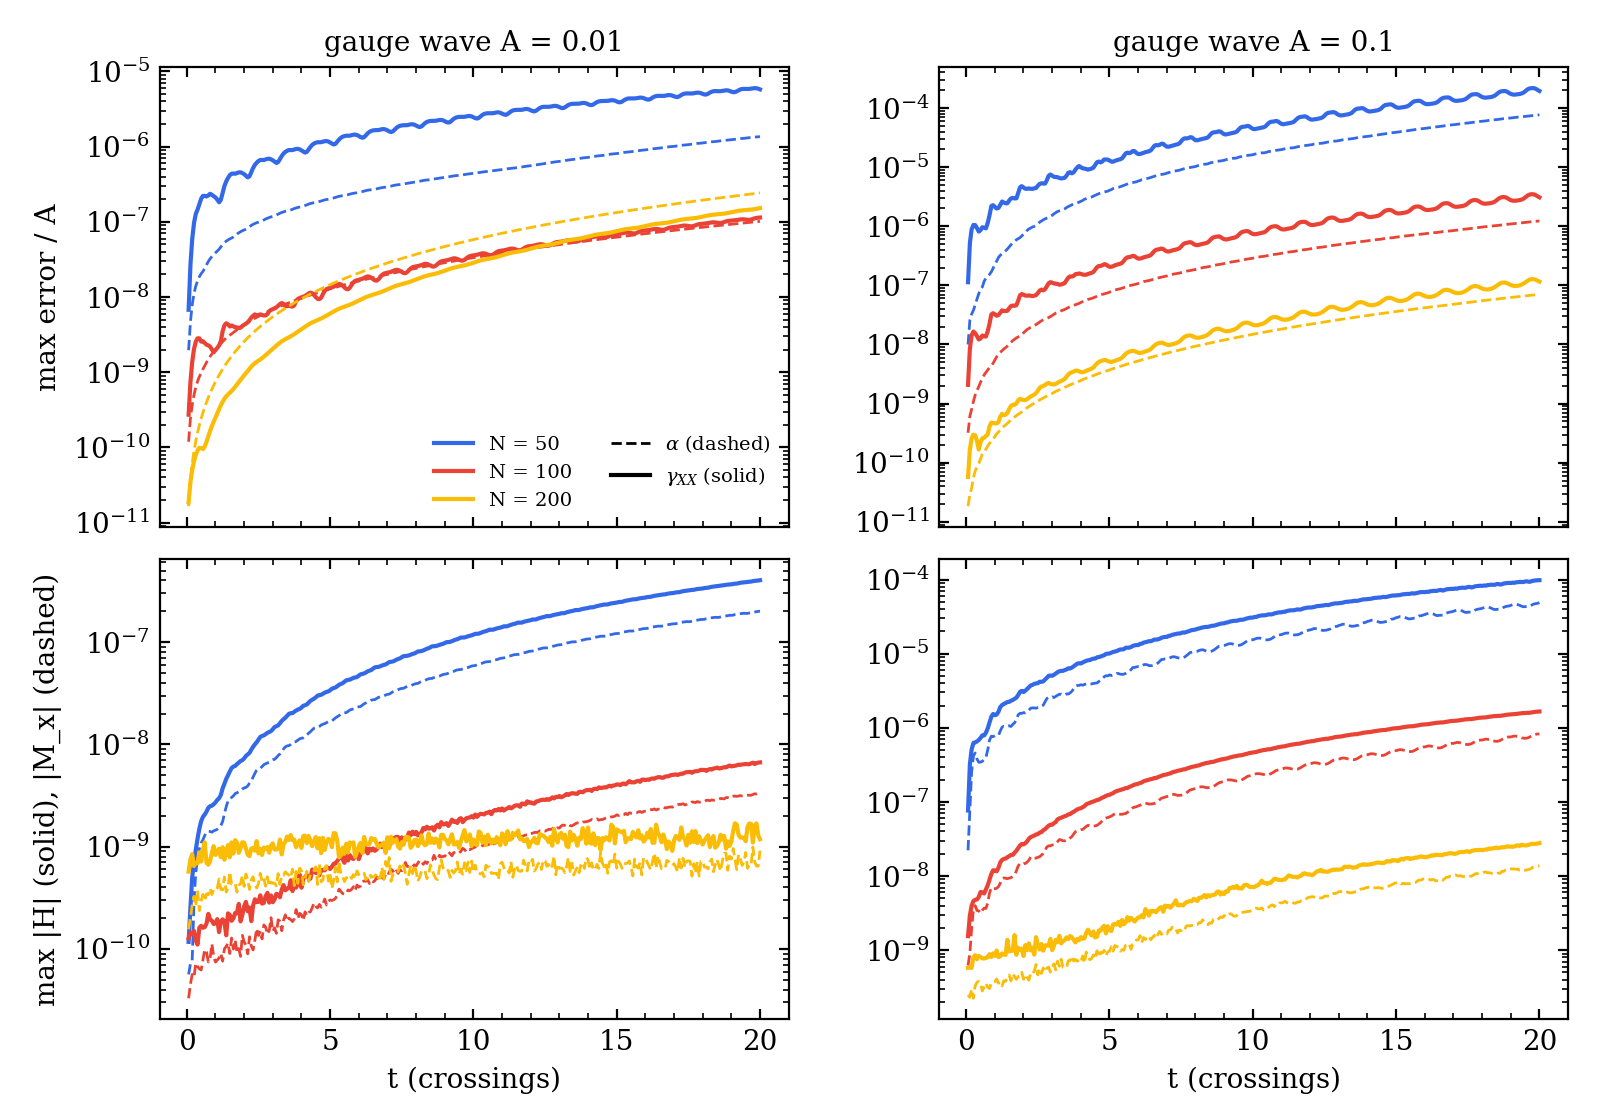 gauge wave A = 0.01
gauge wave A = 0.1
max error / A
10⁻⁵
10⁻⁶
10⁻⁷
10⁻⁸
10⁻⁹
10⁻¹⁰
10⁻¹¹
N = 50
N = 100
N = 200
α (dashed)
γ_XX (solid)
10⁻⁴
10⁻⁵
10⁻⁶
10⁻⁷
10⁻⁸
10⁻⁹
10⁻¹⁰
10⁻¹¹
max |H| (solid), |M_x| (dashed)
10⁻⁷
10⁻⁸
10⁻⁹
10⁻¹⁰
0 5 10 15 20
t (crossings)
10⁻⁴
10⁻⁵
10⁻⁶
10⁻⁷
10⁻⁸
10⁻⁹
0 5 10 15 20
t (crossings)